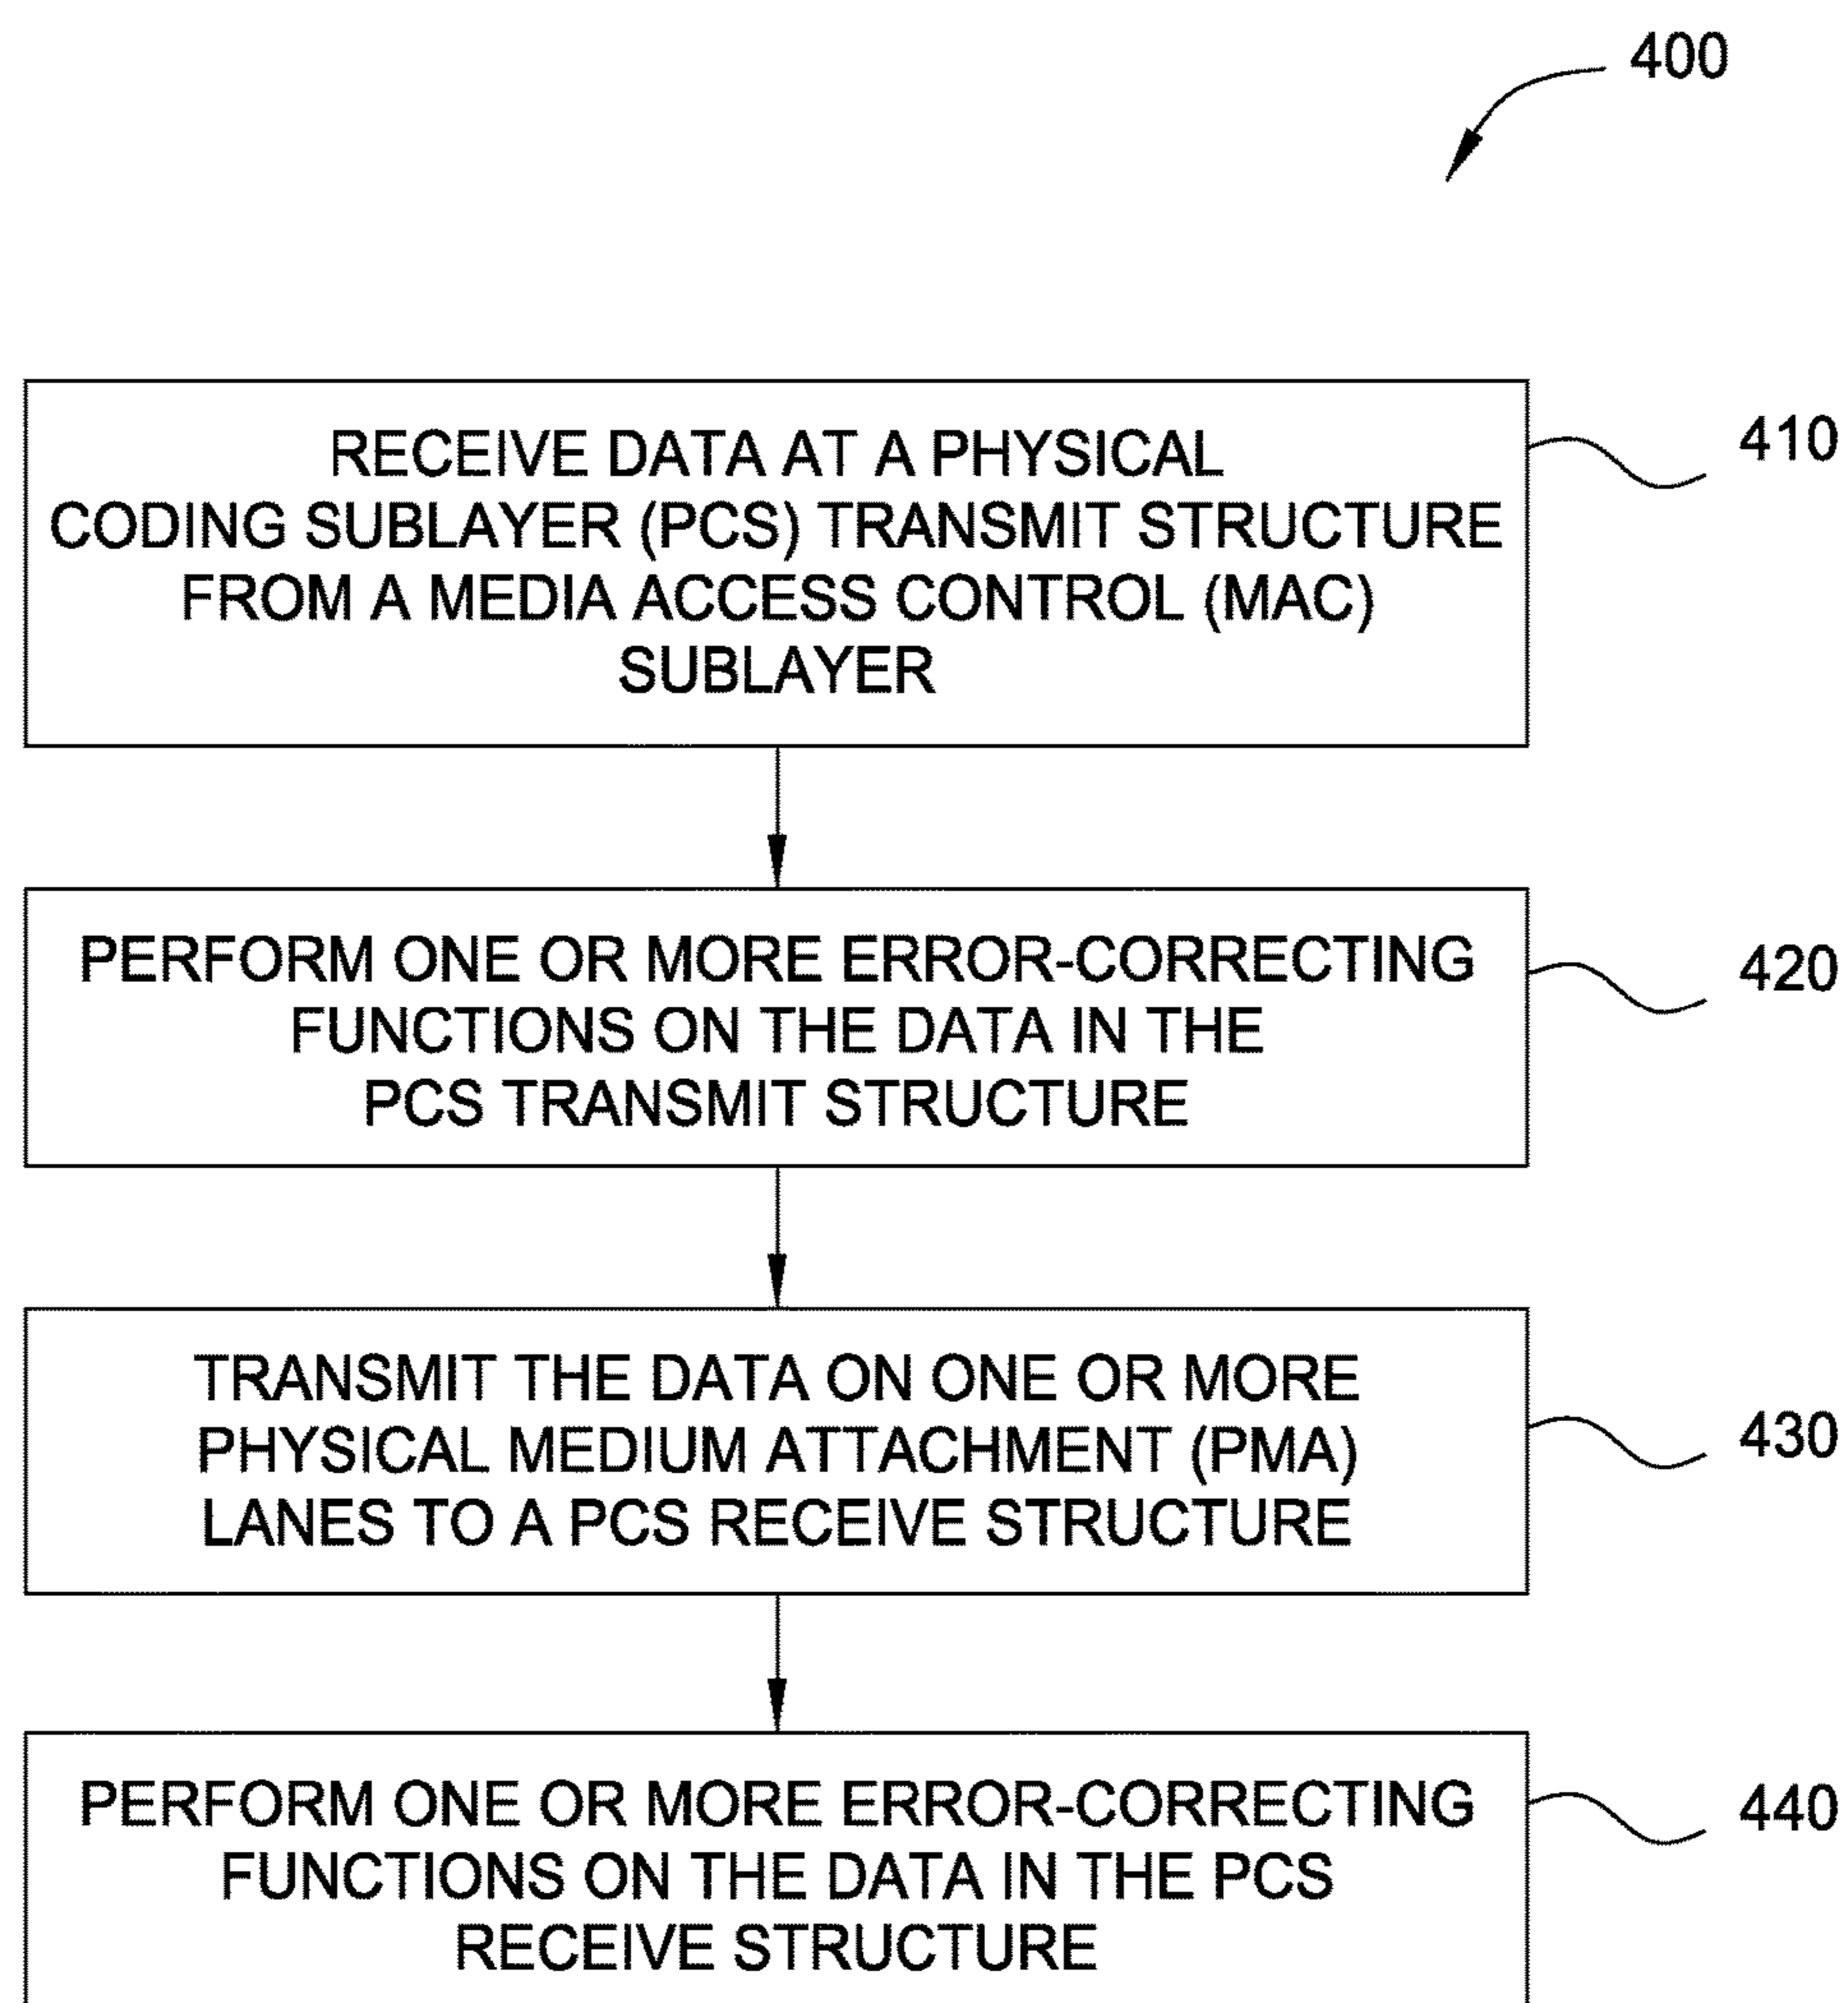 400
RECEIVE DATA AT A PHYSICAL
CODING SUBLAYER (PCS) TRANSMIT STRUCTURE
FROM A MEDIA ACCESS CONTROL (MAC)
SUBLAYER
410
PERFORM ONE OR MORE ERROR-CORRECTING
FUNCTIONS ON THE DATA IN THE
PCS TRANSMIT STRUCTURE
420
TRANSMIT THE DATA ON ONE OR MORE
PHYSICAL MEDIUM ATTACHMENT (PMA)
LANES TO A PCS RECEIVE STRUCTURE
430
PERFORM ONE OR MORE ERROR-CORRECTING
FUNCTIONS ON THE DATA IN THE PCS
RECEIVE STRUCTURE
440